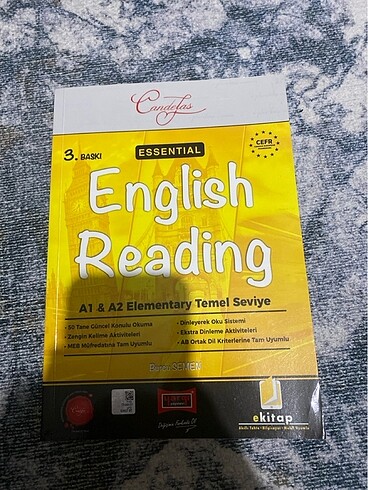 Candelas
3. BASKI
ESSENTIAL
CEFR
English
Reading
A1 & A2 Elementary Temel Seviye
• 50 Tane Güncel Konulu Okuma
• Zengin Kelime Aktiviteleri
• MEB Müfredatına Tam Uyumlu
• Dinleyerek Oku Sistemi
• Ekstra Dinleme Aktiviteleri
• AB Ortak Dil Kriterlerine Tam Uyumlu
SEMEN
ekitap